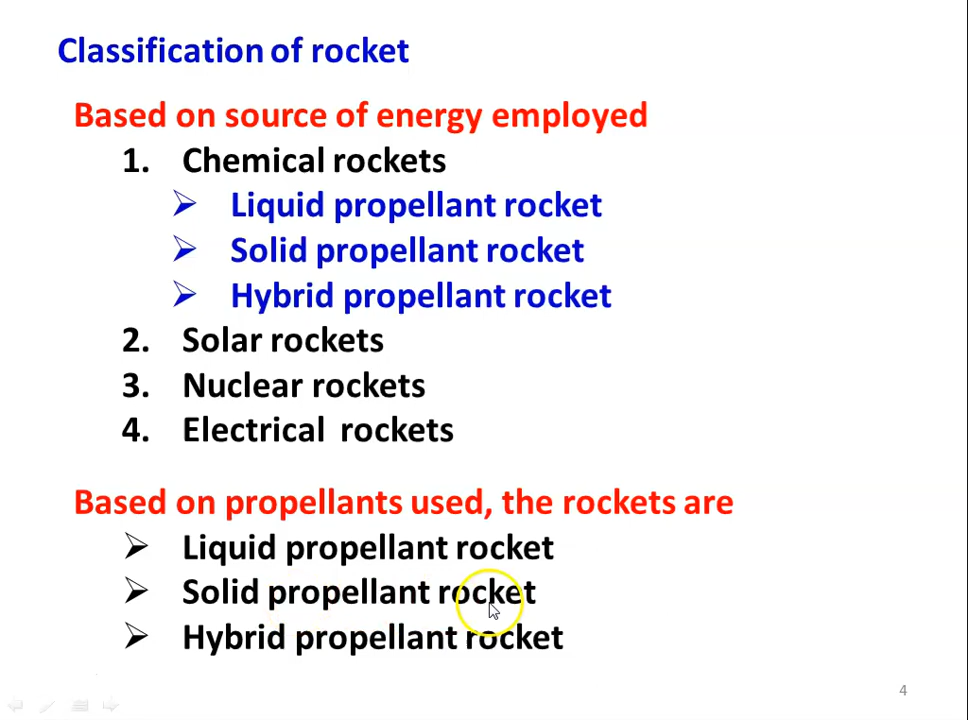 Classification of rocket
Based on source of energy employed
1. Chemical rockets
➢ Liquid propellant rocket
➢ Solid propellant rocket
➢ Hybrid propellant rocket
2. Solar rockets
3. Nuclear rockets
4. Electrical rockets
Based on propellants used, the rockets are
➢ Liquid propellant rocket
➢ Solid propellant rocket
➢ Hybrid propellant rocket
4